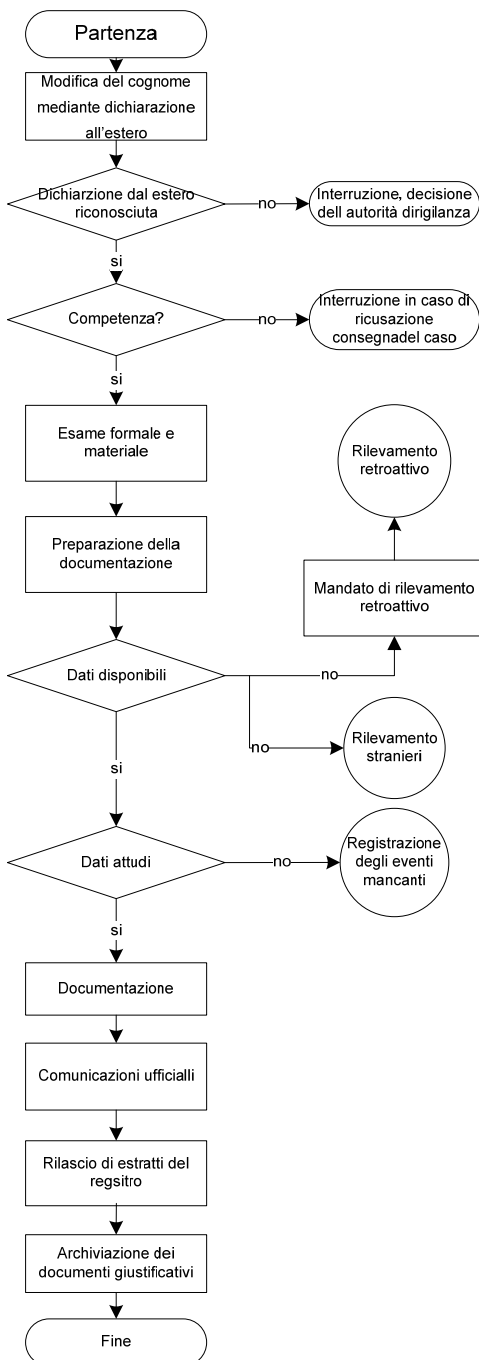 Partenza
Modifica del cognome
mediante dichiarazione
all'estero
Dichiarzione dal estero
riconosciuta
no
Interruzione, decisione
dell autorità dirigilanza
si
Competenza?
no
Interruzione in caso di
ricusazione
consegnadel caso
si
Esame formale e
materiale
Rilevamento
retroattivo
Preparazione della
documentazione
Mandato di rilevamento
retroattivo
Dati disponibili
no
no
Rilevamento
stranieri
si
Dati attudi
no
Registrazione
degli eventi
mancanti
si
Documentazione
Comunicazioni ufficialli
Rilascio di estratti del
regsitro
Archiviazione dei
documenti giustificativi
Fine